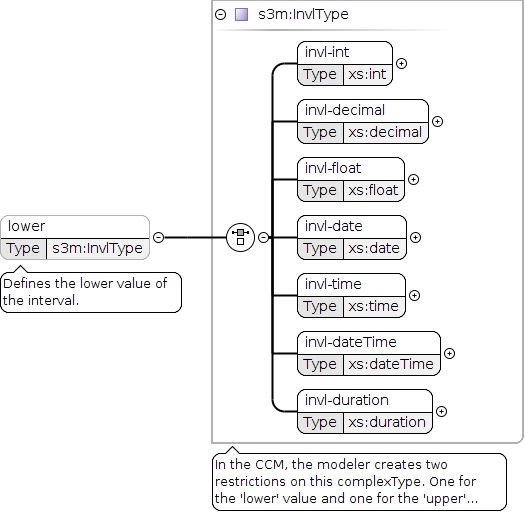 s3m:InvlType
invl-int
Type xs:int
invl-decimal
Type xs:decimal
invl-float
Type xs:float
lower
Type s3m:InvlType
Defines the lower value of
the interval.
invl-date
Type xs:date
invl-time
Type xs:time
invl-dateTime
Type xs:dateTime
invl-duration
Type xs:duration
In the CCM, the modeler creates two
restrictions on this complexType. One for
the 'lower' value and one for the 'upper'...